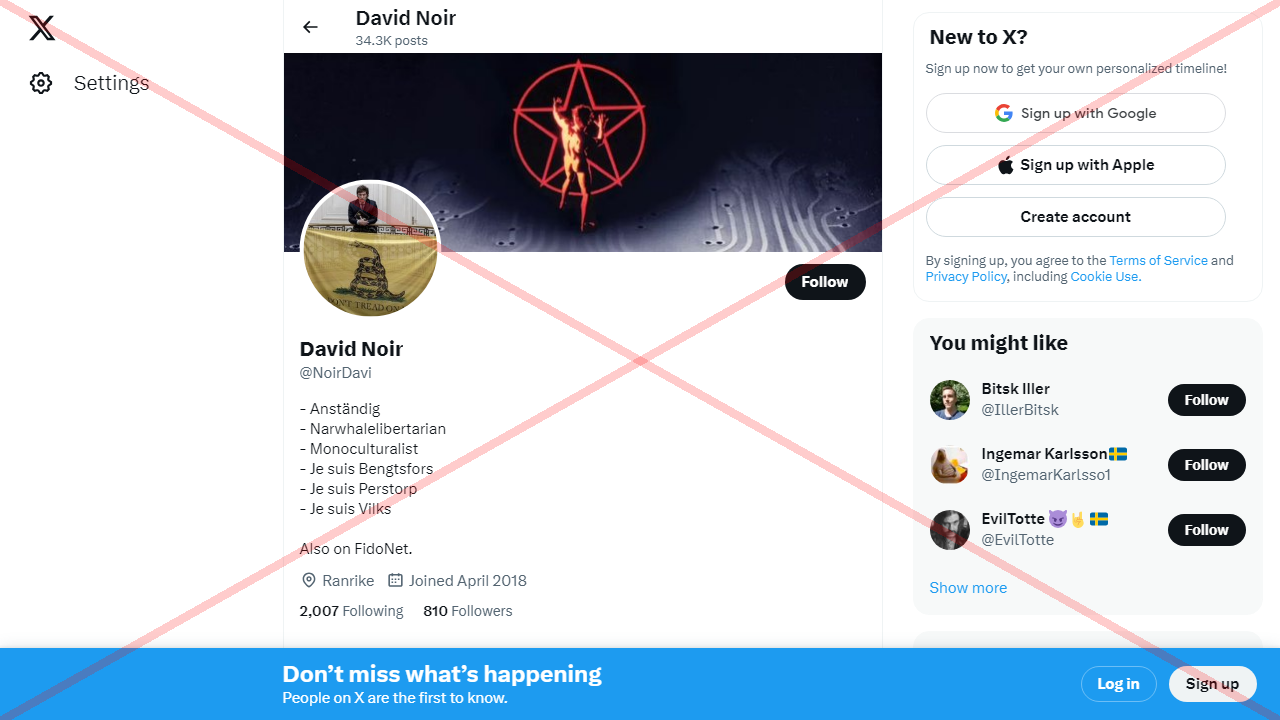 David Noir
34.3K posts
Settings
DON'T TREAD ON
Follow
David Noir
@NoirDavi
- Anständig
- Narwhalelibertarian
- Monoculturalist
- Je suis Bengtsfors
- Je suis Perstorp
- Je suis Vilks
Also on FidoNet.
Ranrike Joined April 2018
2,007 Following 810 Followers
New to X?
Sign up now to get your own personalized timeline!
Sign up with Google
Sign up with Apple
Create account
By signing up, you agree to the Terms of Service and
Privacy Policy, including Cookie Use.
You might like
Bitsk Iller
@IllerBitsk
Follow
Ingemar Karlsson🇸🇪
@IngemarKarlsso1
Follow
EvilTotte 😈🤘🇸🇪
@EvilTotte
Follow
Show more
Don’t miss what’s happening
People on X are the first to know.
Log in
Sign up